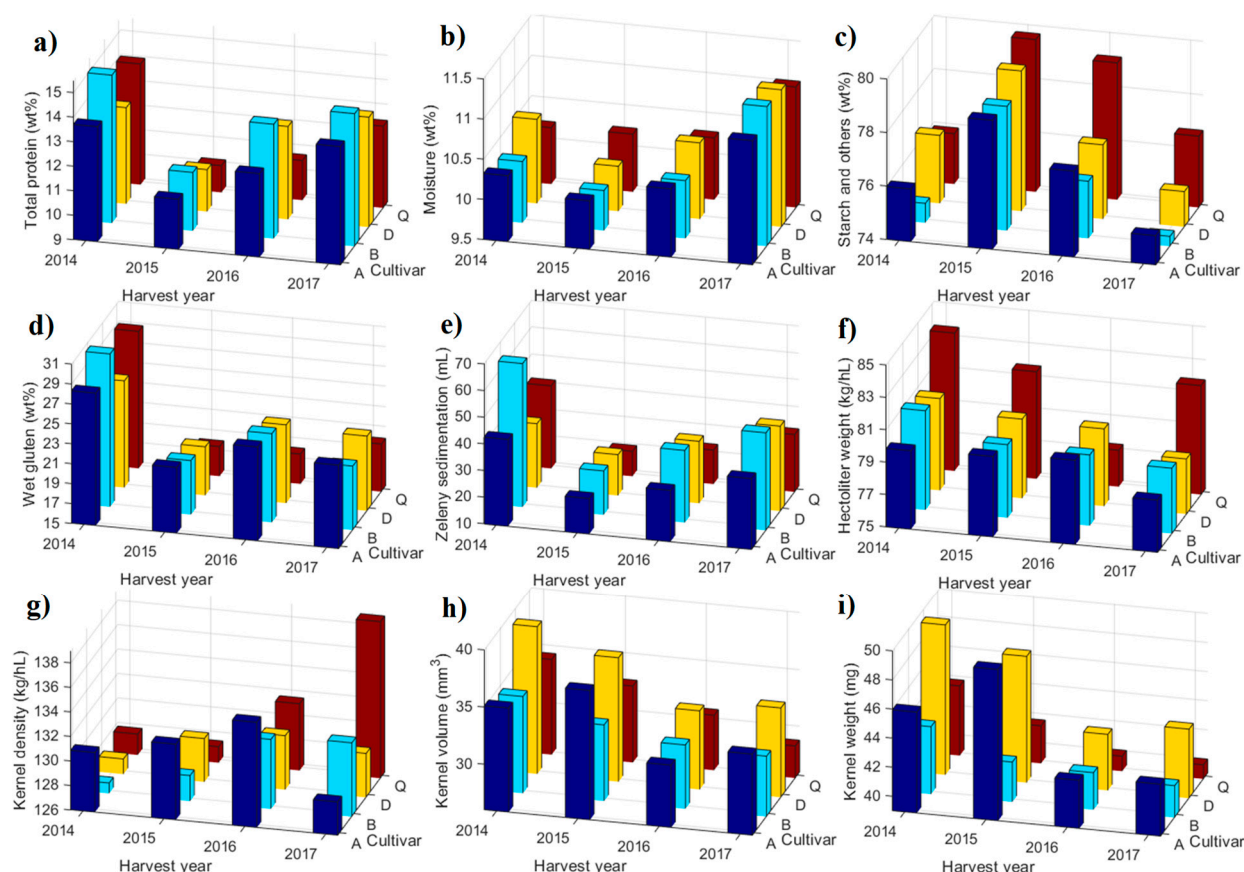 a)
Total protein (wt%)
15
14
13
12
11
10
9
2014
2015
2016
2017
Harvest year
Q
D
B
A Cultivar
b)
Moisture (wt%)
11.5
11
10.5
10
9.5
2014
2015
2016
2017
Harvest year
Q
D
B
A Cultivar
c)
Starch and others (wt%)
80
78
76
74
2014
2015
2016
2017
Harvest year
Q
D
B
A Cultivar
d)
Wet gluten (wt%)
31
29
27
25
23
21
19
17
15
2014
2015
2016
2017
Harvest year
Q
D
B
A Cultivar
e)
Zeleny sedimentation (mL)
70
60
50
40
30
20
10
2014
2015
2016
2017
Harvest year
Q
D
B
A Cultivar
f)
Hectoliter weight (kg/hL)
85
83
81
79
77
75
2014
2015
2016
2017
Harvest year
Q
D
B
A Cultivar
g)
Kernel density (kg/hL)
138
136
134
132
130
128
126
2014
2015
2016
2017
Harvest year
Q
D
B
A Cultivar
h)
Kernel volume (mm³)
40
35
30
2014
2015
2016
2017
Harvest year
Q
D
B
A Cultivar
i)
Kernel weight (mg)
50
48
46
44
42
40
2014
2015
2016
2017
Harvest year
Q
D
B
A Cultivar